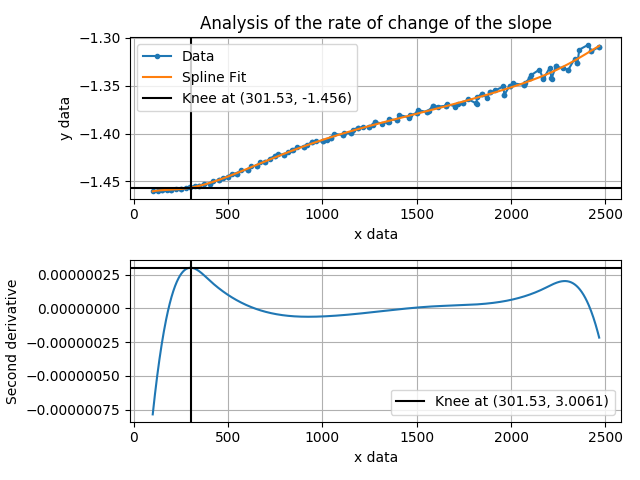 Analysis of the rate of change of the slope
−1.30
−1.35
−1.40
−1.45
y data
Data
Spline Fit
Knee at (301.53, -1.456)
0
500
1000
1500
2000
2500
x data
0.00000025
0.00000000
−0.00000025
−0.00000050
−0.00000075
Second derivative
Knee at (301.53, 3.0061)
0
500
1000
1500
2000
2500
x data